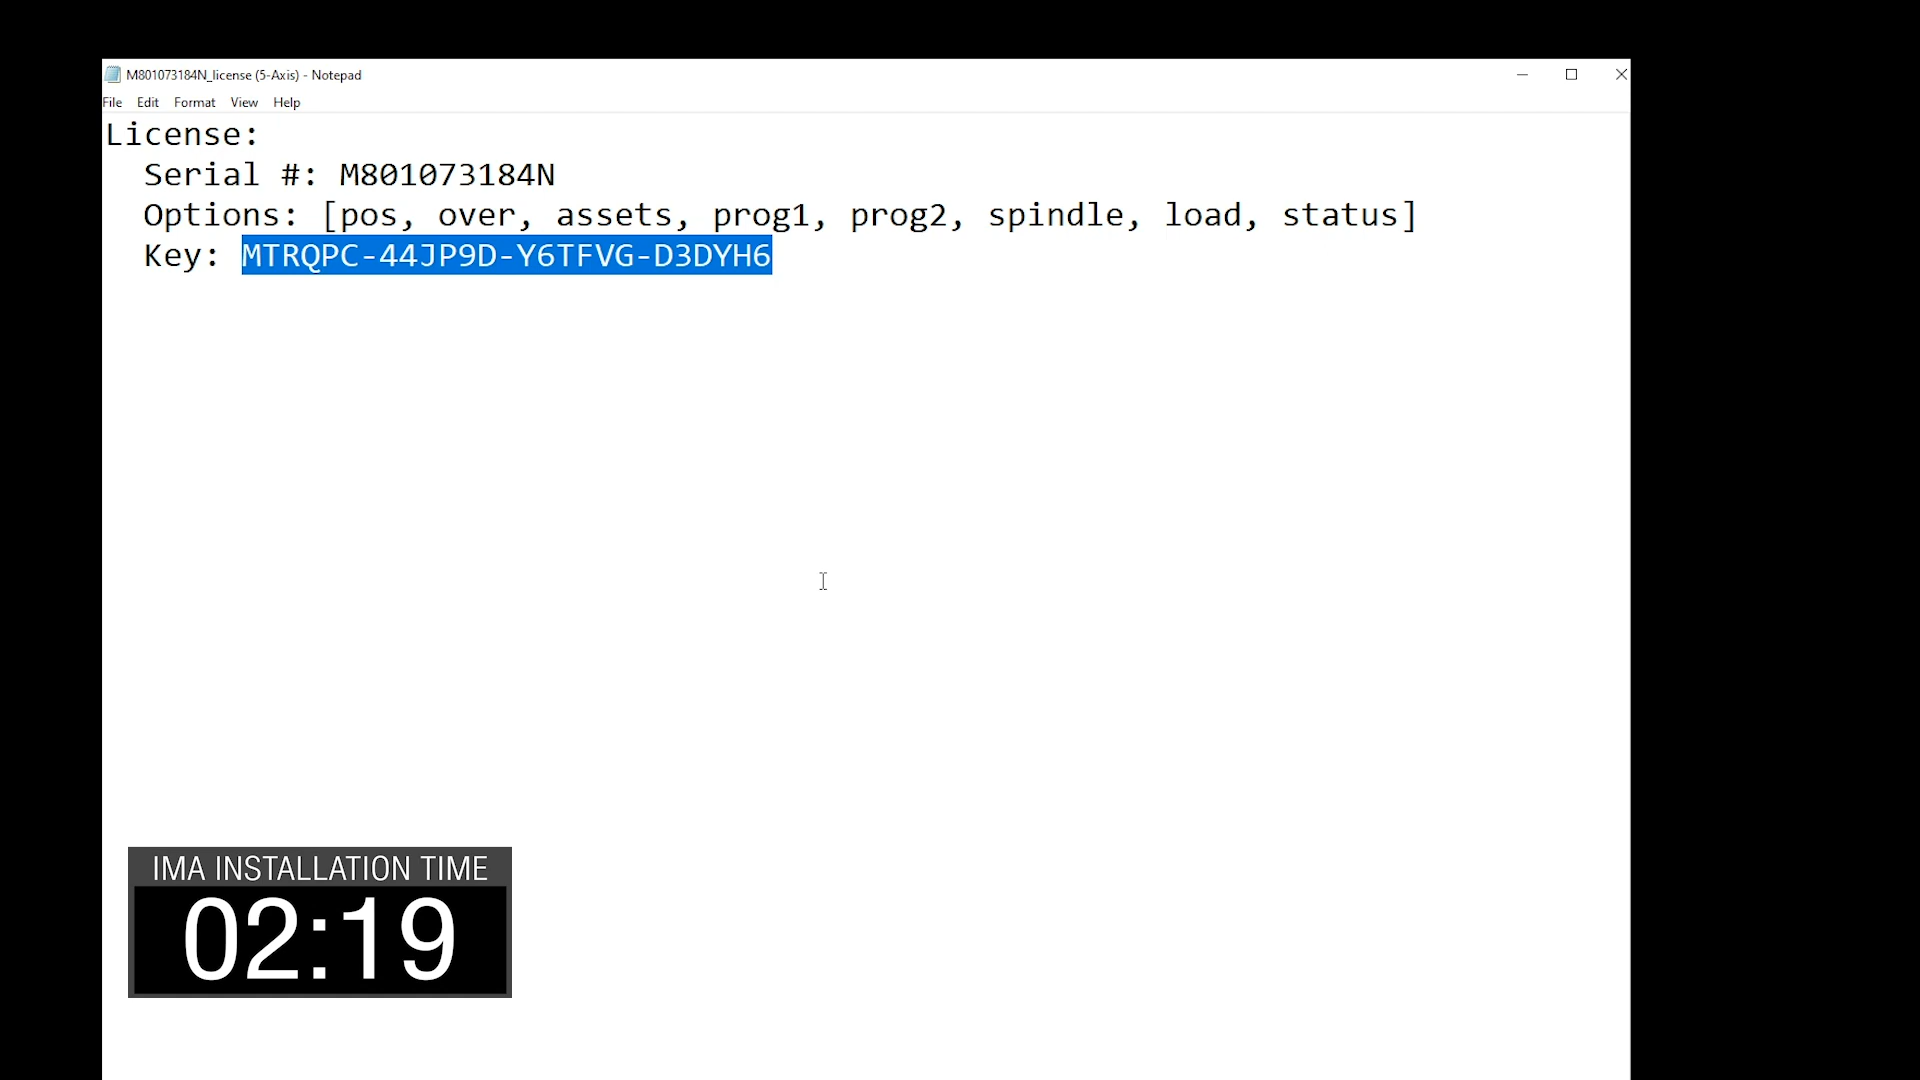 M801073184N_license (5-Axis) - Notepad
File Edit Format View Help
License:
Serial #: M801073184N
Options: [pos, over, assets, prog1, prog2, spindle, load, status]
Key: MTRQPC-44JP9D-Y6TFVG-D3DYH6
IMA INSTALLATION TIME
02:19